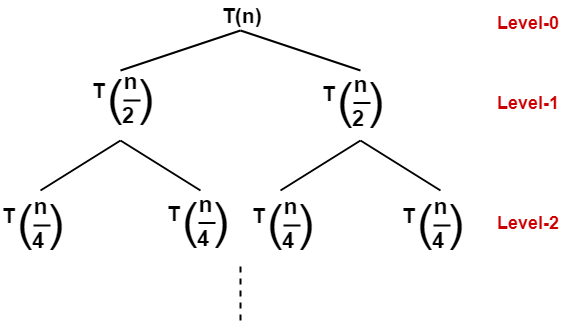 T(n) Level-0
T(n/2) T(n/2) Level-1
T(n/4) T(n/4) T(n/4) T(n/4) Level-2